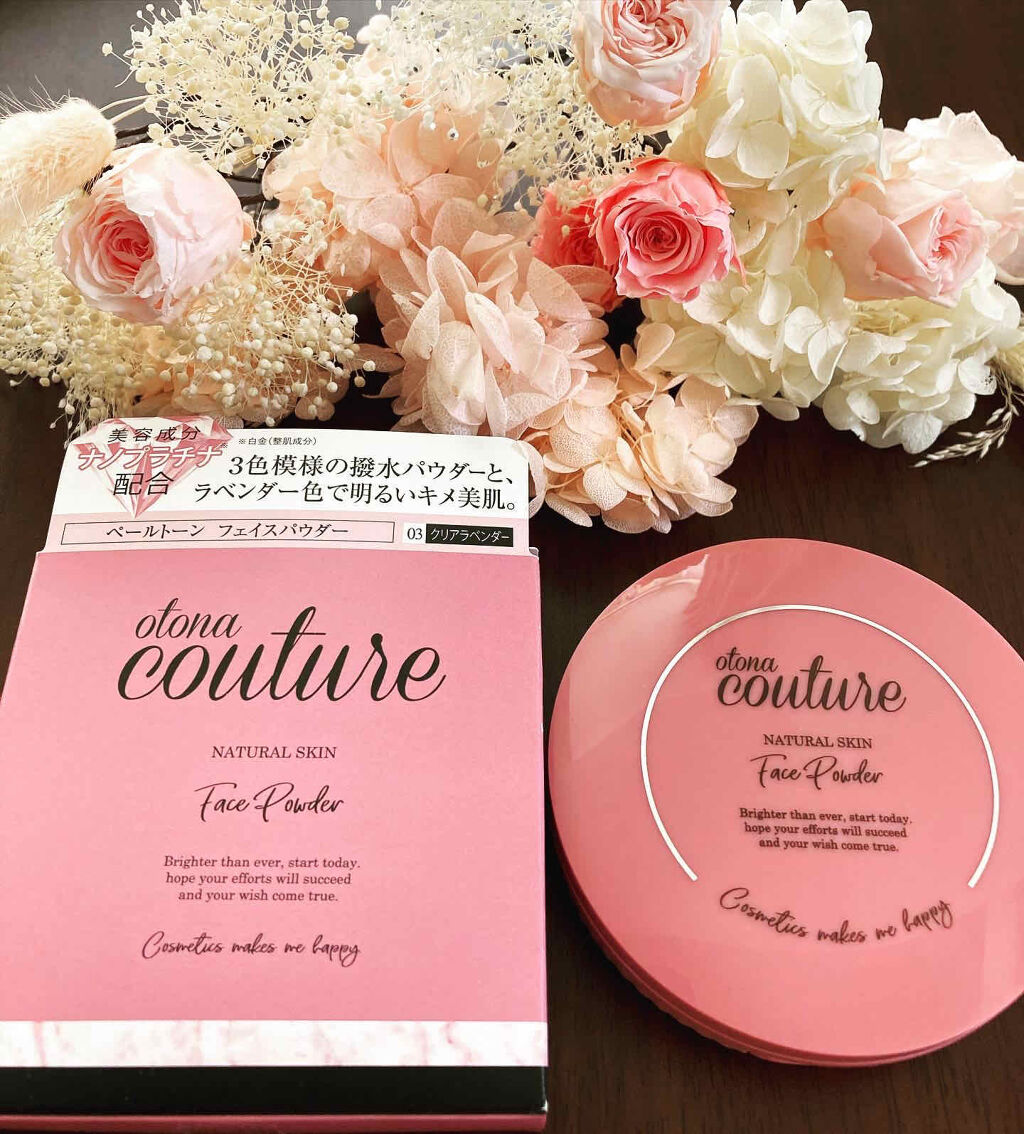 美容成分
ナノプラチナ※
配合
※白金(整肌成分)
3色模様の撥水パウダーと、
ラベンダー色で明るいキメ美肌。
ペールトーン フェイスパウダー
03 クリアラベンダー
otona
couture
NATURAL SKIN
Face Powder
Brighter than ever, start today.
hope your efforts will succeed
and your wish come true.
Cosmetics makes me happy
otona
couture
NATURAL SKIN
Face Powder
Brighter than ever, start today.
hope your efforts will succeed
and your wish come true.
Cosmetics makes me happy